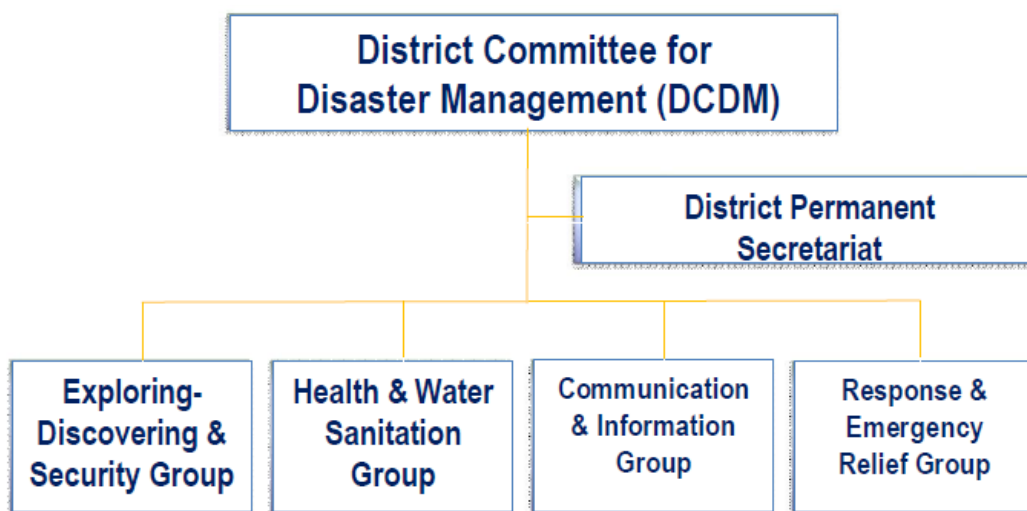 District Committee for
Disaster Management (DCDM)
District Permanent
Secretariat
Exploring-
Discovering &
Security Group
Health & Water
Sanitation
Group
Communication
& Information
Group
Response &
Emergency
Relief Group